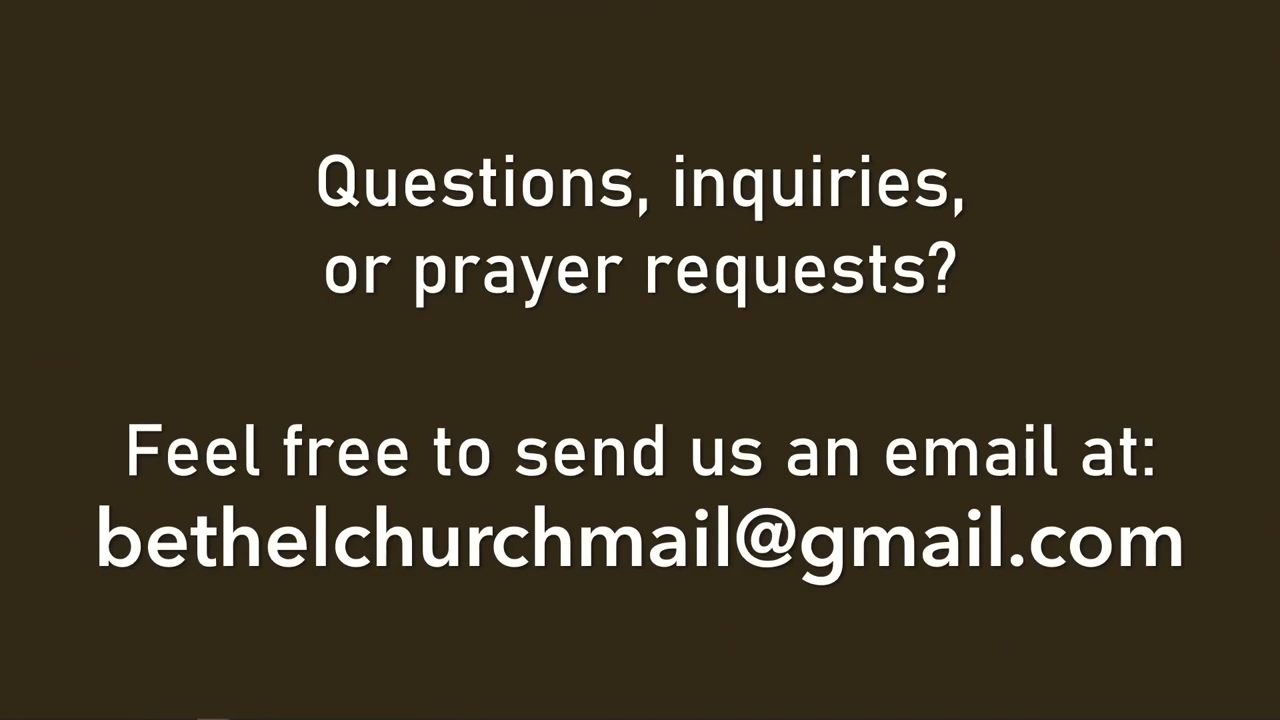 Questions, inquiries,
or prayer requests?
Feel free to send us an email at:
bethelchurchmail@gmail.com